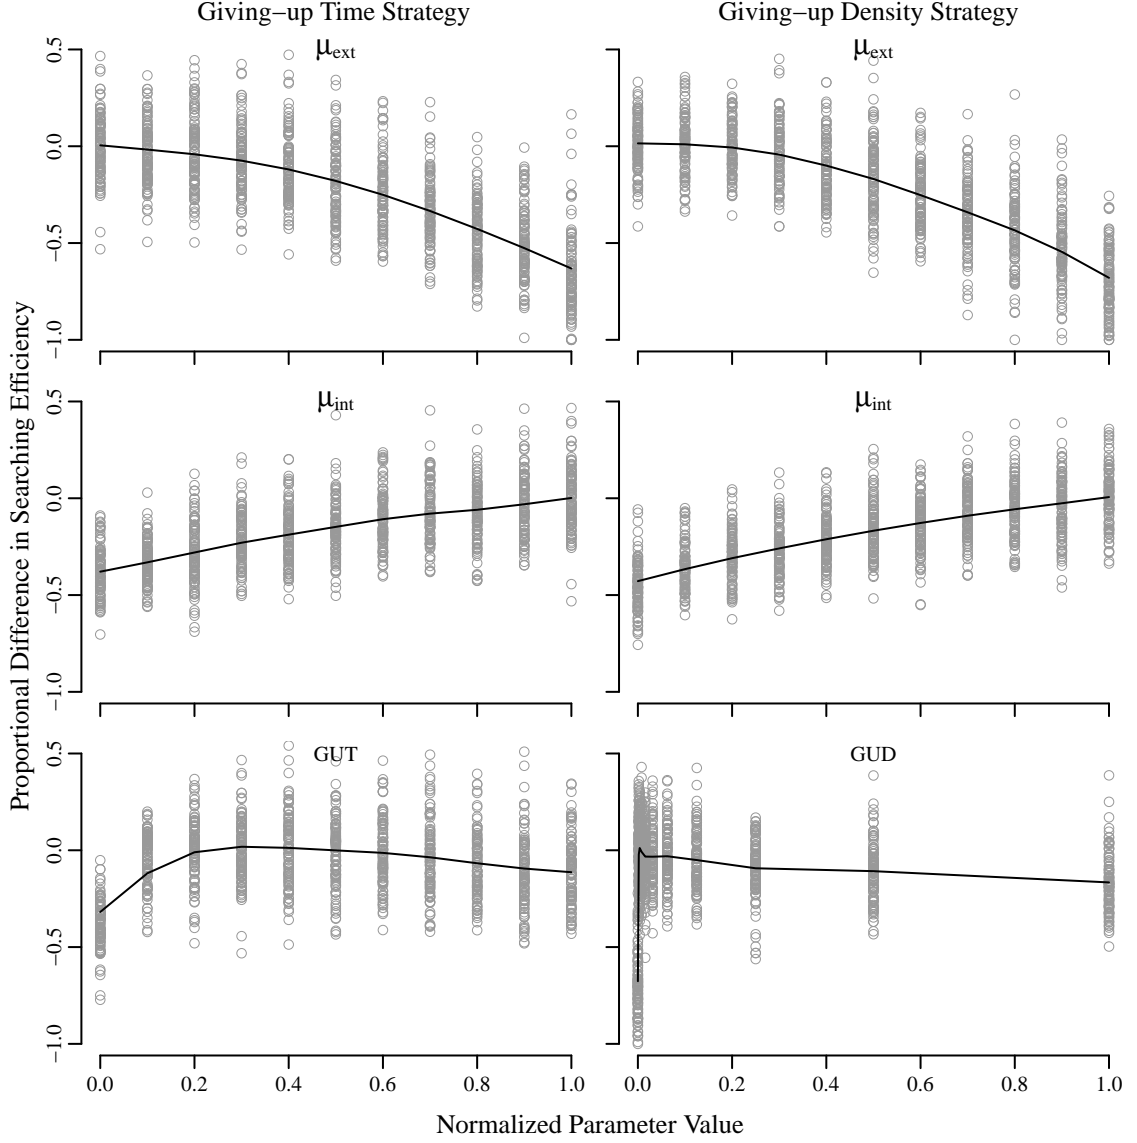 Giving−up Time Strategy
Giving−up Density Strategy
μext
μext
0.5
0.0
−0.5
−1.0
μint
μint
0.5
0.0
−0.5
−1.0
GUT
GUD
0.5
0.0
−0.5
−1.0
0.0 0.2 0.4 0.6 0.8 1.0
0.0 0.2 0.4 0.6 0.8 1.0
Proportional Difference in Searching Efficiency
Normalized Parameter Value